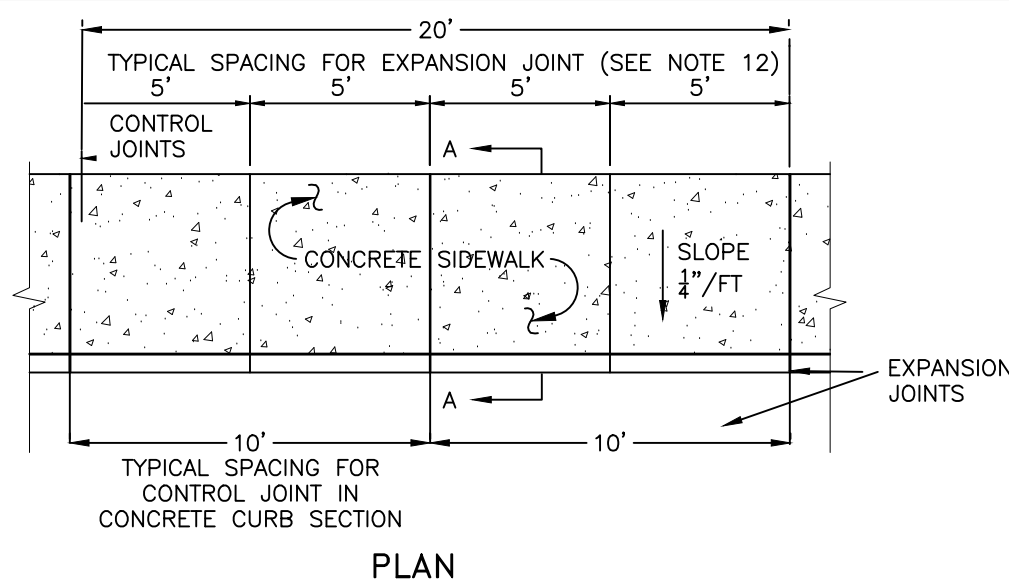 20'
TYPICAL SPACING FOR EXPANSION JOINT (SEE NOTE 12)
5' 5' 5' 5'
CONTROL
JOINTS
A
CONCRETE SIDEWALK
SLOPE
1/4"/FT
A
EXPANSION
JOINTS
10' 10'
TYPICAL SPACING FOR
CONTROL JOINT IN
CONCRETE CURB SECTION
PLAN